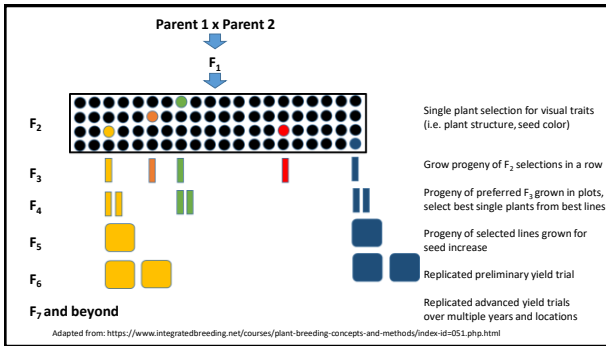 Parent 1 x Parent 2
F1
F2
Single plant selection for visual traits
(i.e. plant structure, seed color)
F3
Grow progeny of F2 selections in a row
F4
Progeny of preferred F3 grown in plots,
select best single plants from best lines
F5
Progeny of selected lines grown for
seed increase
F6
Replicated preliminary yield trial
F7 and beyond
Replicated advanced yield trials
over multiple years and locations
Adapted from: https://www.integratedbreeding.net/courses/plant-breeding-concepts-and-methods/index-id=051.php.html